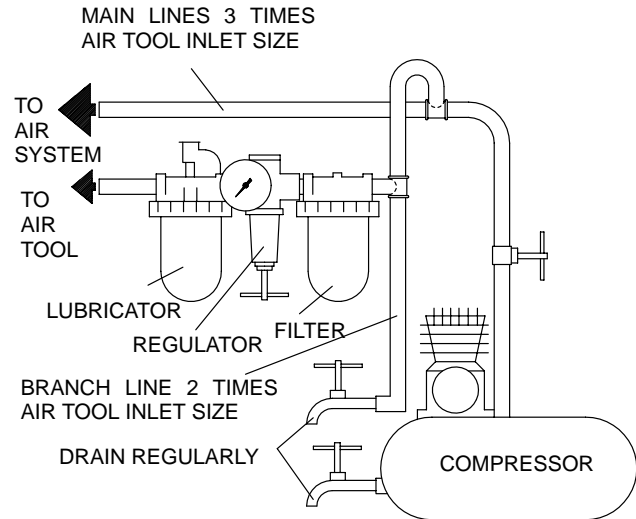 MAIN LINES 3 TIMES
AIR TOOL INLET SIZE
TO
AIR
SYSTEM
TO
AIR
TOOL
LUBRICATOR
REGULATOR
FILTER
BRANCH LINE 2 TIMES
AIR TOOL INLET SIZE
DRAIN REGULARLY
COMPRESSOR